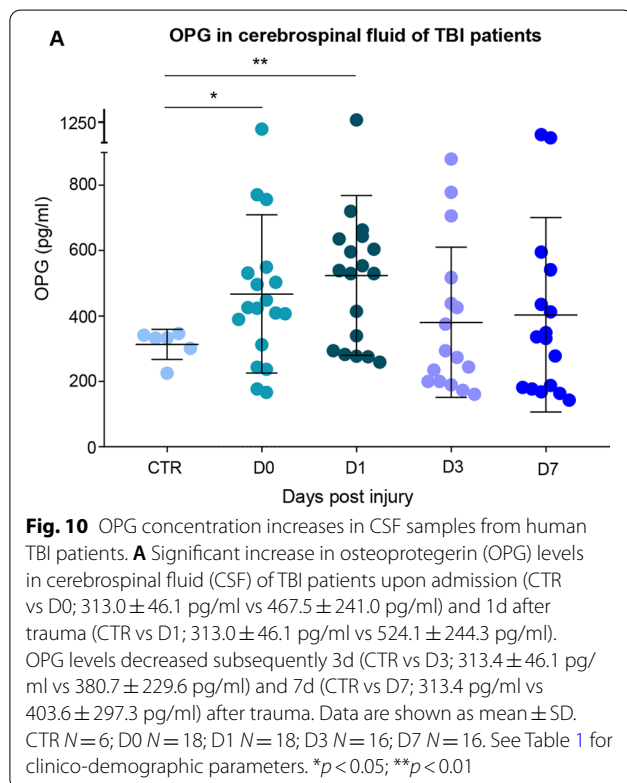 A
OPG in cerebrospinal fluid of TBI patients
**
*
1250
800
600
400
200
0
OPG (pg/ml)
CTR D0 D1 D3 D7
Days post injury
Fig. 10 OPG concentration increases in CSF samples from human
TBI patients. A Significant increase in osteoprotegerin (OPG) levels
in cerebrospinal fluid (CSF) of TBI patients upon admission (CTR
vs D0; 313.0 ± 46.1 pg/ml vs 467.5 ± 241.0 pg/ml) and 1d after
trauma (CTR vs D1; 313.0 ± 46.1 pg/ml vs 524.1 ± 244.3 pg/ml).
OPG levels decreased subsequently 3d (CTR vs D3; 313.4 ± 46.1 pg/
ml vs 380.7 ± 229.6 pg/ml) and 7d (CTR vs D7; 313.4 pg/ml vs
403.6 ± 297.3 pg/ml) after trauma. Data are shown as mean ± SD.
CTR N = 6; D0 N = 18; D1 N = 18; D3 N = 16; D7 N = 16. See Table 1 for
clinico-demographic parameters. *p < 0.05; **p < 0.01